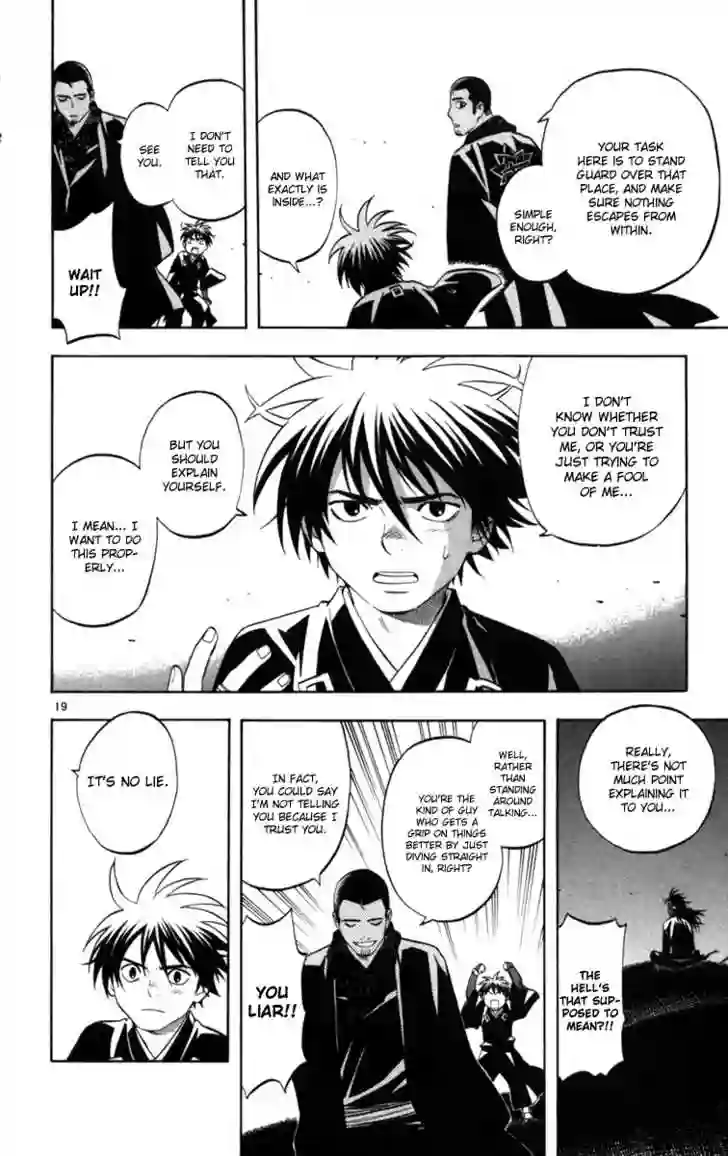 YOUR TASK
HERE IS TO STAND
GUARD OVER THAT
PLACE, AND MAKE
SURE NOTHING
ESCAPES FROM
WITHIN.
SIMPLE
ENOUGH,
RIGHT?
AND WHAT
EXACTLY IS
INSIDE...?
I DON'T
NEED TO
TELL YOU
THAT.
SEE
YOU.
WAIT
UP!!
I DON'T
KNOW WHETHER
YOU DON'T TRUST
ME, OR YOU'RE
JUST TRYING TO
MAKE A FOOL
OF ME...
BUT YOU
SHOULD
EXPLAIN
YOURSELF.
I MEAN... I
WANT TO DO
THIS PROP-
ERLY...
19
REALLY,
THERE'S NOT
MUCH POINT
EXPLAINING IT
TO YOU...
THE
HELL'S
THAT SUP-
POSED TO
MEAN?!!
WELL,
RATHER
THAN
STANDING
AROUND
TALKING...
YOU'RE THE
KIND OF GUY
WHO GETS A
GRIP ON THINGS
BETTER BY JUST
DIVING STRAIGHT
IN, RIGHT?
IN FACT,
YOU COULD SAY
I'M NOT TELLING
YOU BECAUSE I
TRUST YOU.
YOU
LIAR!!
IT'S NO LIE.